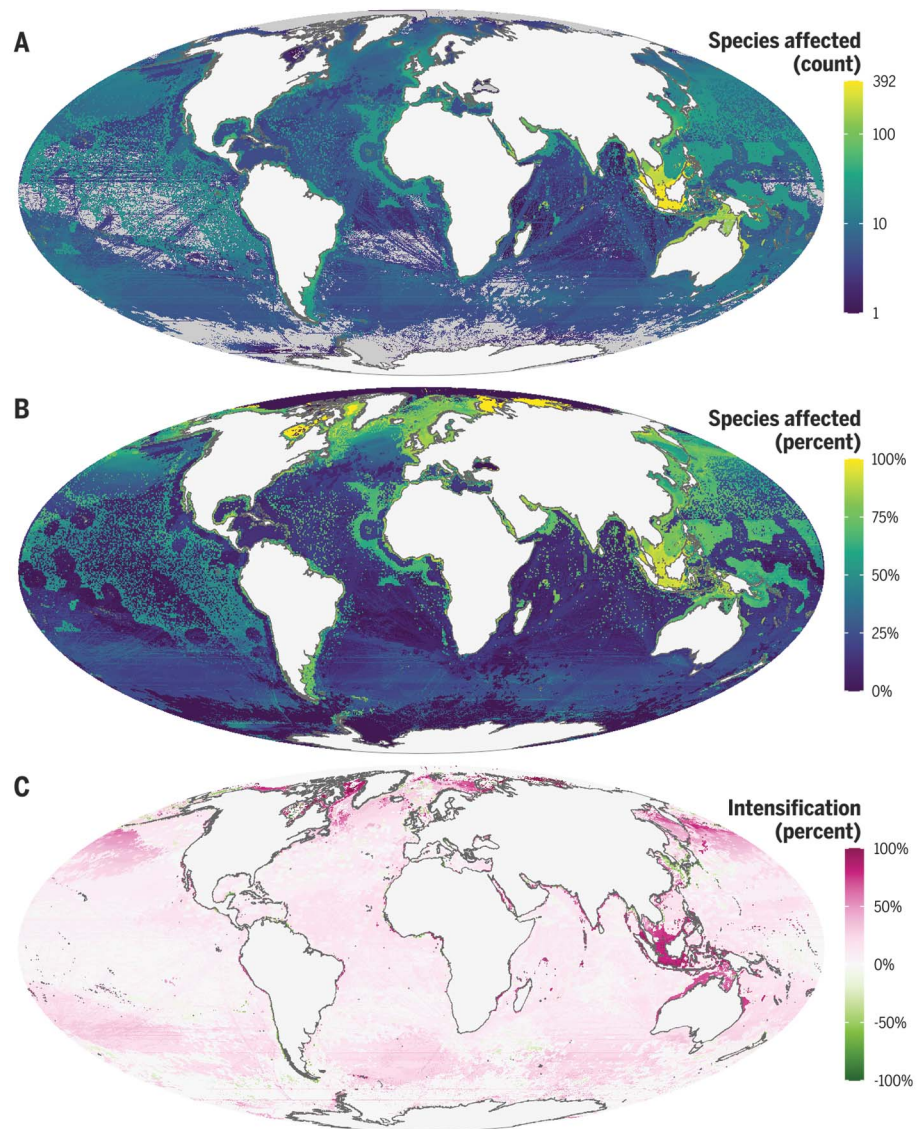 A
Species affected
(count)
392
100
10
1
B
Species affected
(percent)
100%
75%
50%
25%
0%
C
Intensification
(percent)
100%
50%
0%
-50%
-100%